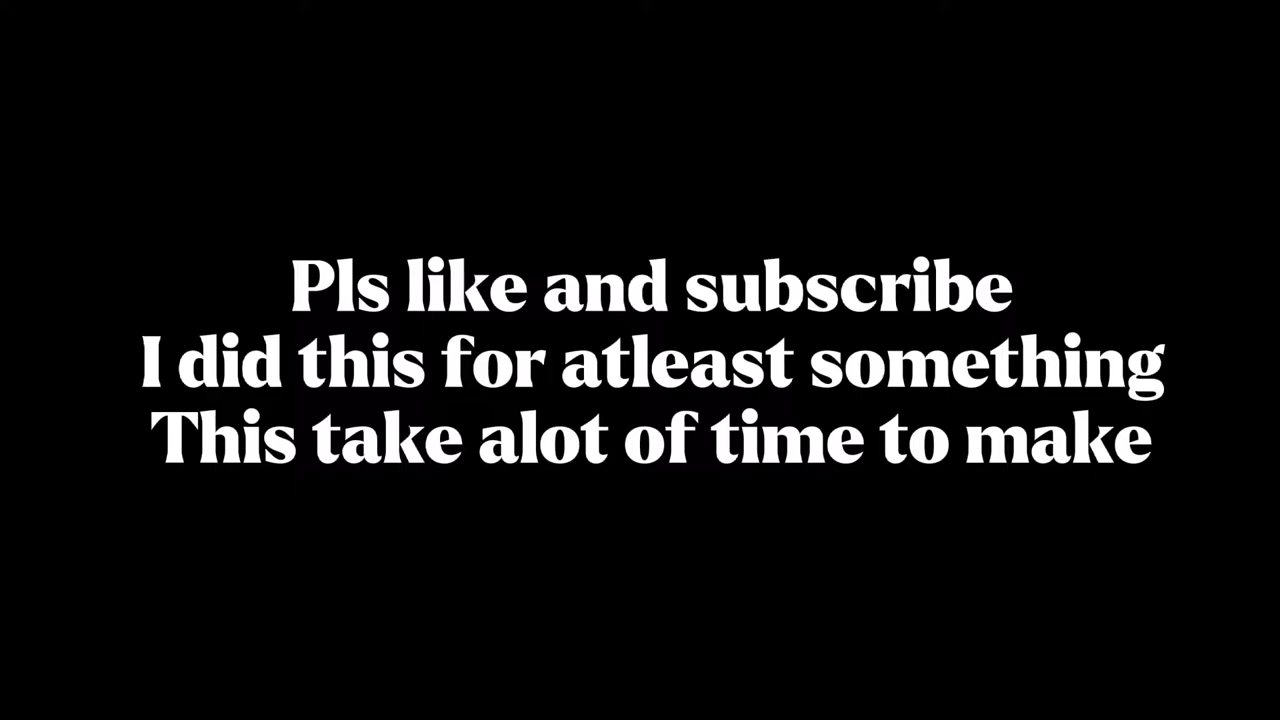 Pls like and subscribe
I did this for atleast something
This take alot of time to make